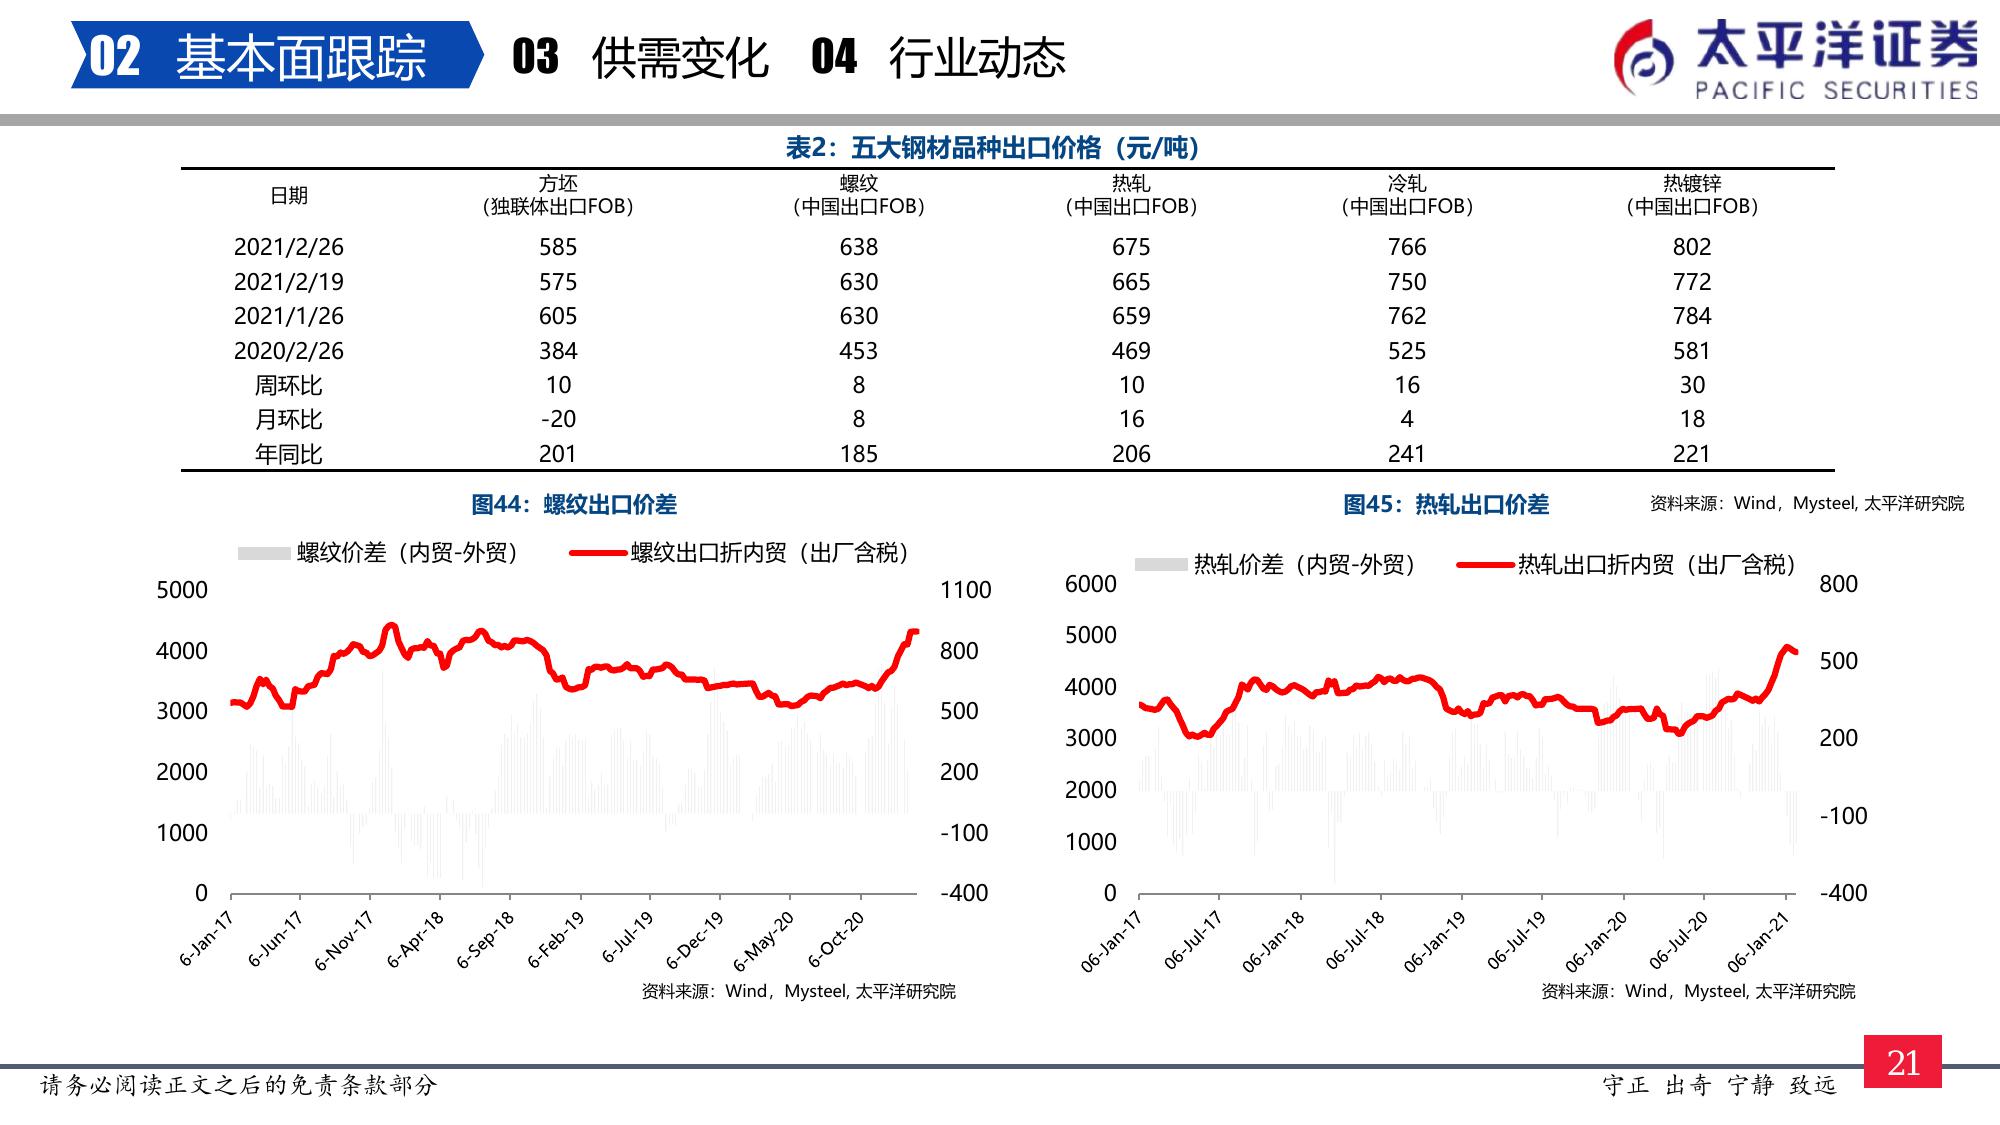 02 基本面跟踪 03 供需变化 04 行业动态
太平洋证券
PACIFIC SECURITIES
表2：五大钢材品种出口价格（元/吨）
日期 方坯 螺纹 热轧 冷轧 热镀锌
（独联体出口FOB） （中国出口FOB） （中国出口FOB） （中国出口FOB） （中国出口FOB）
2021/2/26 585 638 675 766 802
2021/2/19 575 630 665 750 772
2021/1/26 605 630 659 762 784
2020/2/26 384 453 469 525 581
周环比 10 8 10 16 30
月环比 -20 8 16 4 18
年同比 201 185 206 241 221
资料来源：Wind，Mysteel, 太平洋研究院
图44：螺纹出口价差
螺纹价差（内贸-外贸） 螺纹出口折内贸（出厂含税）
5000 1100
4000 800
3000 500
2000 200
1000 -100
0 -400
6-Jan-17 6-Jun-17 6-Nov-17 6-Apr-18 6-Sep-18 6-Feb-19 6-Jul-19 6-Dec-19 6-May-20 6-Oct-20
资料来源：Wind，Mysteel, 太平洋研究院
图45：热轧出口价差
热轧价差（内贸-外贸） 热轧出口折内贸（出厂含税）
6000 800
5000
500
4000
3000 200
2000
-100
1000
0 -400
06-Jan-17 06-Jul-17 06-Jan-18 06-Jul-18 06-Jan-19 06-Jul-19 06-Jan-20 06-Jul-20 06-Jan-21
资料来源：Wind，Mysteel, 太平洋研究院
请务必阅读正文之后的免责条款部分
守正 出奇 宁静 致远
21